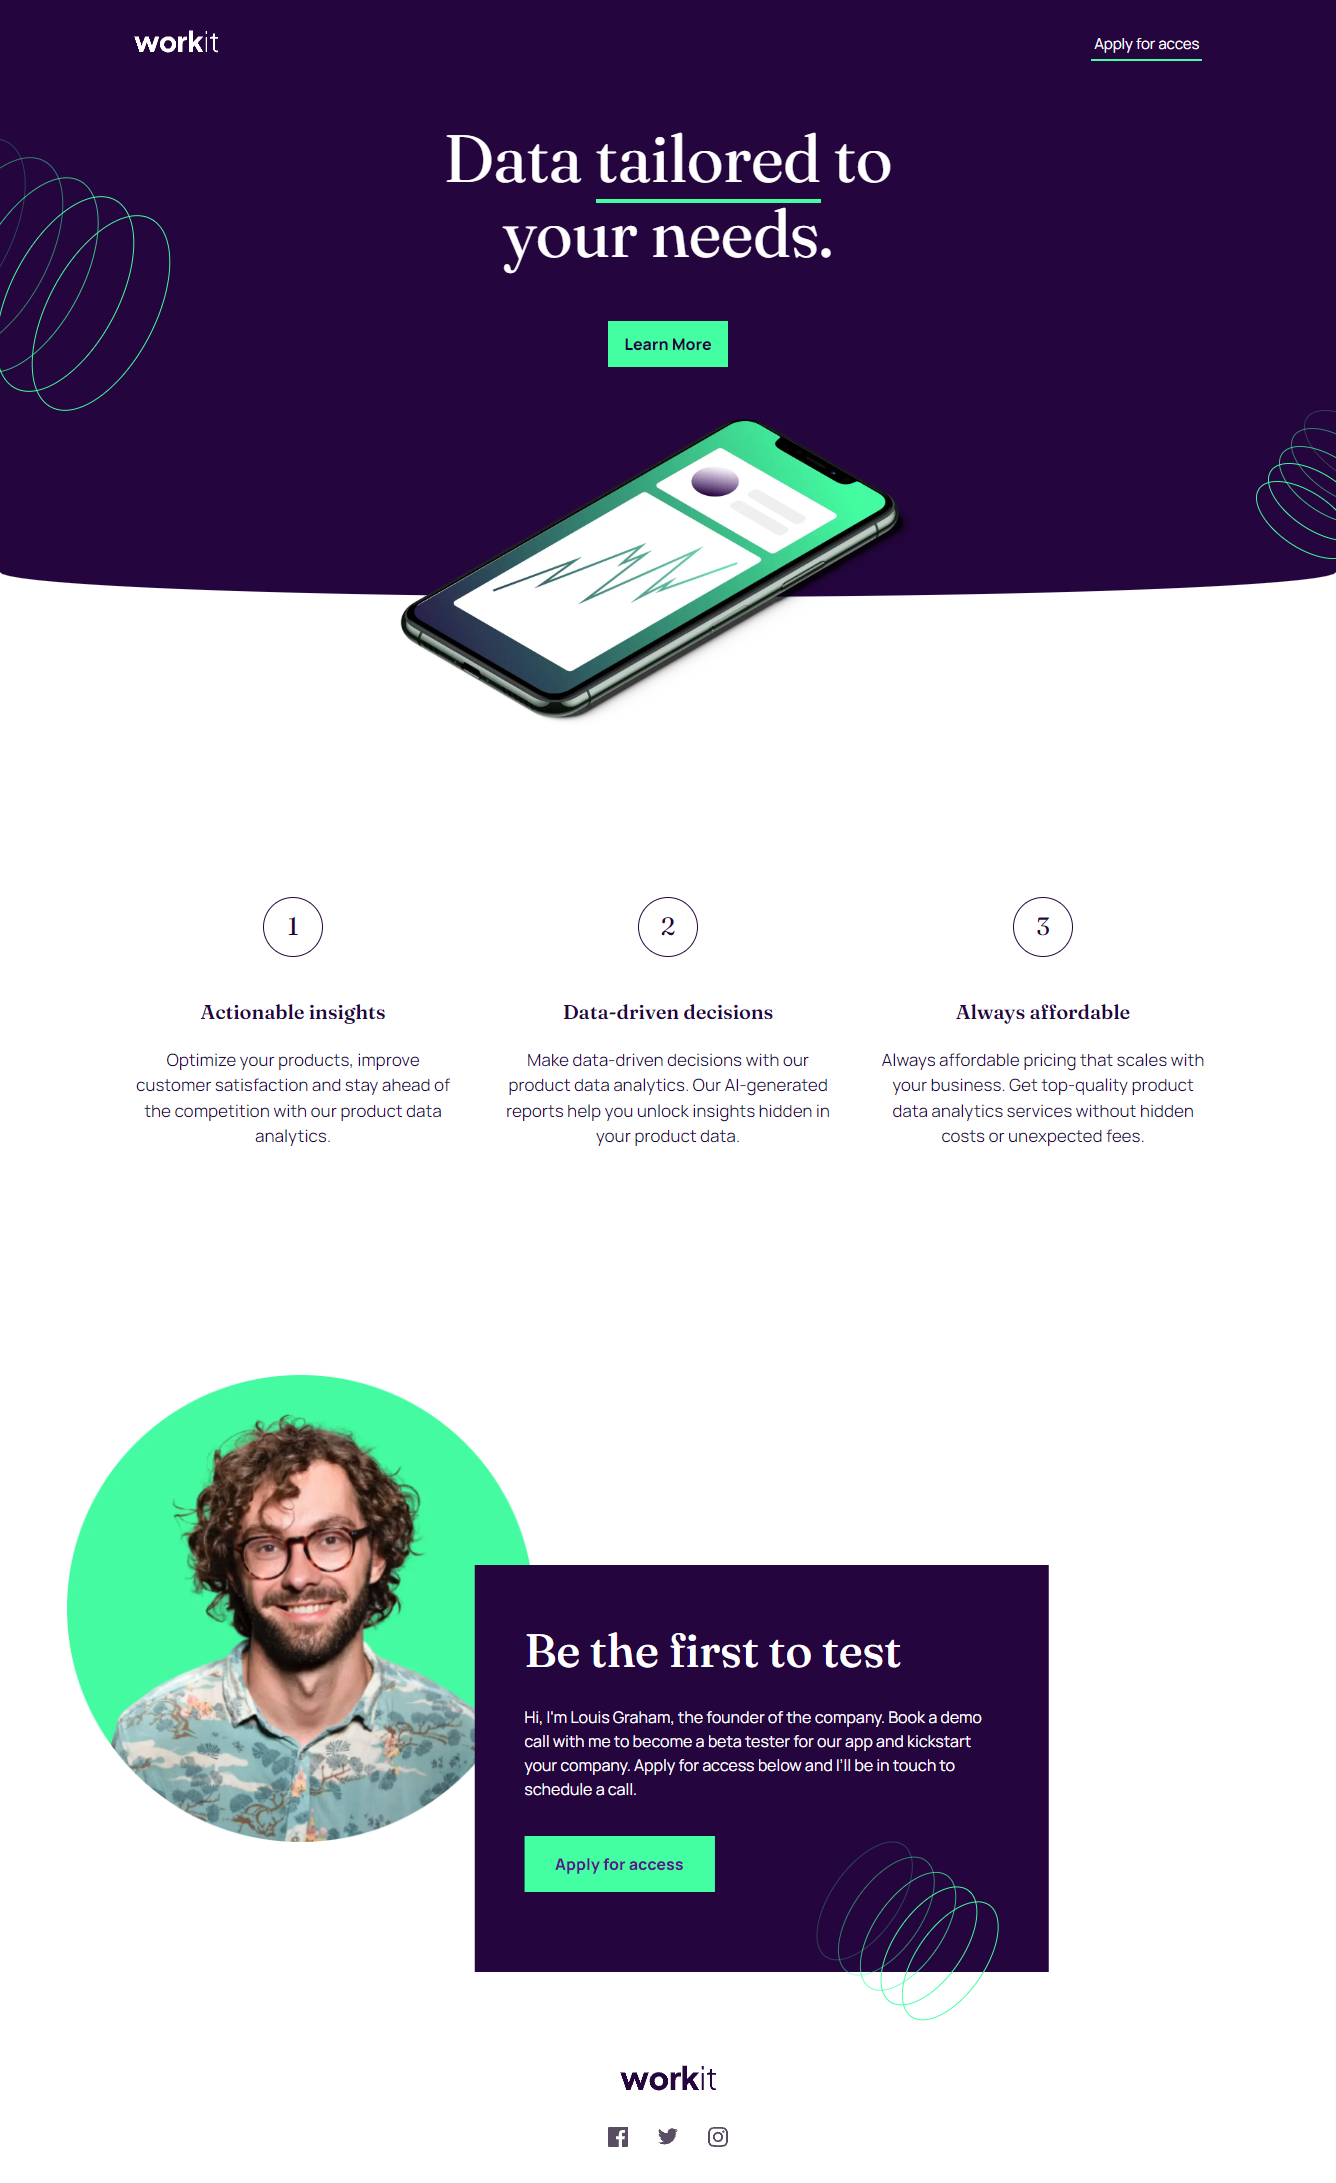 workit
Apply for acces
Data tailored to
your needs.
Learn More
1
2
3
Actionable insights
Optimize your products, improve
customer satisfaction and stay ahead of
the competition with our product data
analytics.
Data-driven decisions
Make data-driven decisions with our
product data analytics. Our AI-generated
reports help you unlock insights hidden in
your product data.
Always affordable
Always affordable pricing that scales with
your business. Get top-quality product
data analytics services without hidden
costs or unexpected fees.
Be the first to test
Hi, I'm Louis Graham, the founder of the company. Book a demo
call with me to become a beta tester for our app and kickstart
your company. Apply for access below and I'll be in touch to
schedule a call.
Apply for access
workit